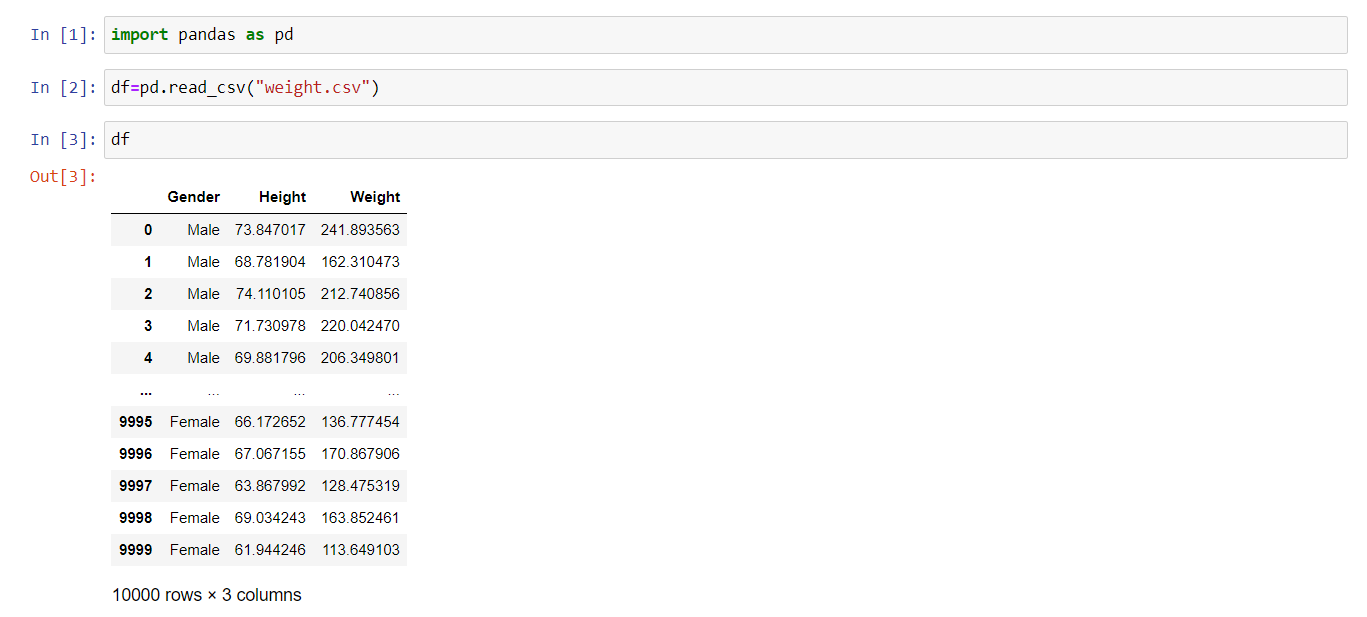 In [1]: import pandas as pd
In [2]: df=pd.read_csv("weight.csv")
In [3]: df
Out[3]:
Gender Height Weight
0 Male 73.847017 241.893563
1 Male 68.781904 162.310473
2 Male 74.110105 212.740856
3 Male 71.730978 220.042470
4 Male 69.881796 206.349801
... ... ... ...
9995 Female 66.172652 136.777454
9996 Female 67.067155 170.867906
9997 Female 63.867992 128.475319
9998 Female 69.034243 163.852461
9999 Female 61.944246 113.649103
10000 rows × 3 columns